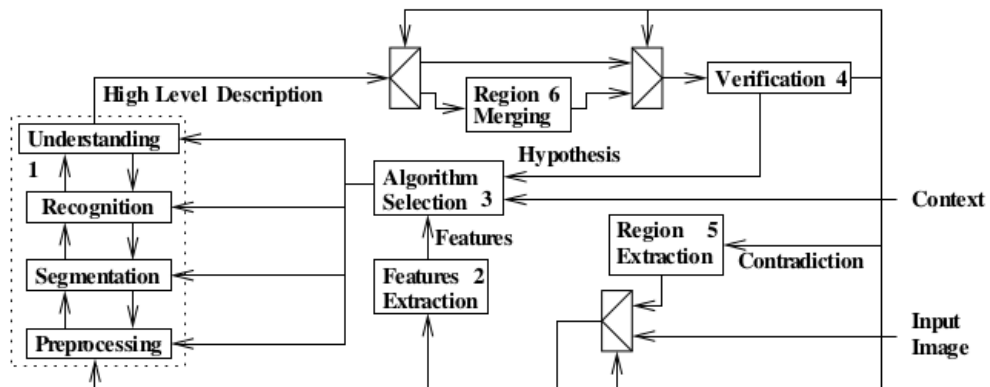 High Level Description
Region 6
Merging
Verification 4
Understanding
1
Hypothesis
Algorithm
Selection 3
Recognition
Context
Features
Region 5
Extraction
Contradiction
Segmentation
Features 2
Extraction
Input
Image
Preprocessing